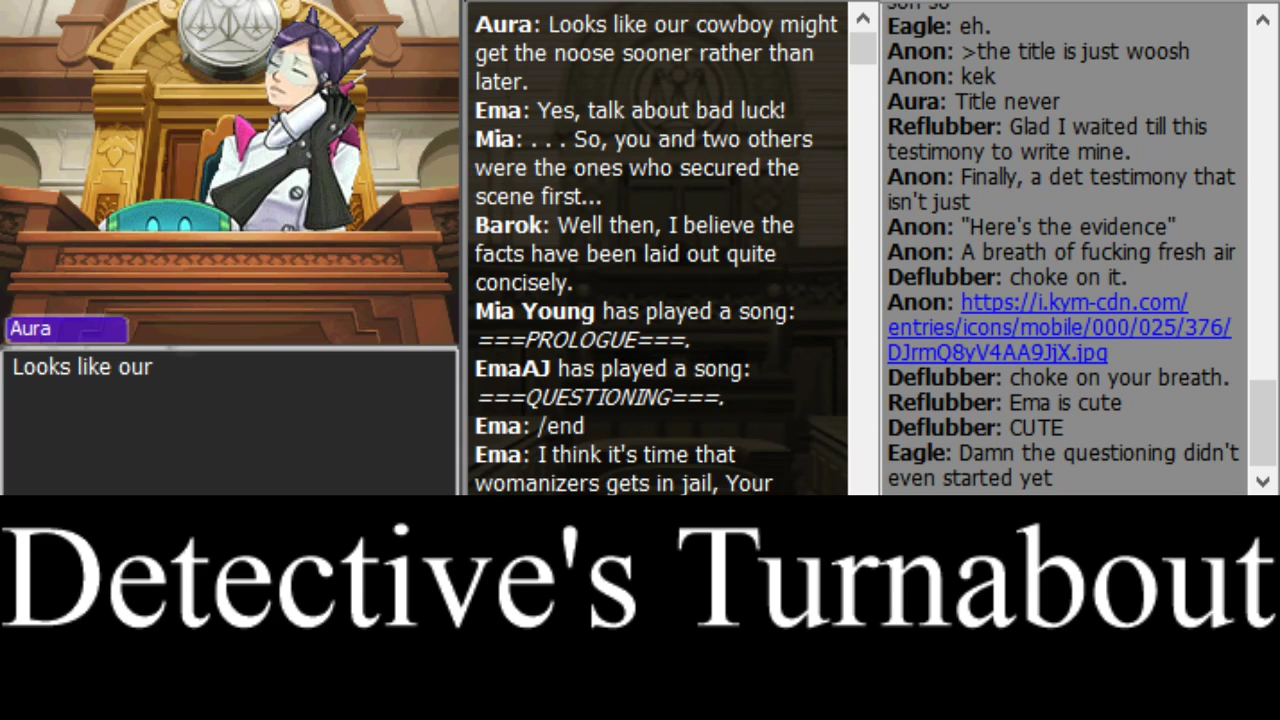 Aura
Looks like our
Aura: Looks like our cowboy might
get the noose sooner rather than
later.
Ema: Yes, talk about bad luck!
Mia: . . . So, you and two others
were the ones who secured the
scene first...
Barok: Well then, I believe the
facts have been laid out quite
concisely.
Mia Young has played a song:
===PROLOGUE===.
EmaAJ has played a song:
===QUESTIONING===.
Ema: /end
Ema: I think it's time that
womanizers gets in jail, Your
Eagle: eh.
Anon: >the title is just woosh
Anon: kek
Aura: Title never
Reflubber: Glad I waited till this
testimony to write mine.
Anon: Finally, a det testimony that
isn't just
Anon: "Here's the evidence"
Anon: A breath of fucking fresh air
Deflubber: choke on it.
Anon: https://i.kym-cdn.com/
entries/icons/mobile/000/025/376/
DJrmQ8yV4AA9JjX.jpg
Deflubber: choke on your breath.
Reflubber: Ema is cute
Deflubber: CUTE
Eagle: Damn the questioning didn't
even started yet
Detective's Turnabout